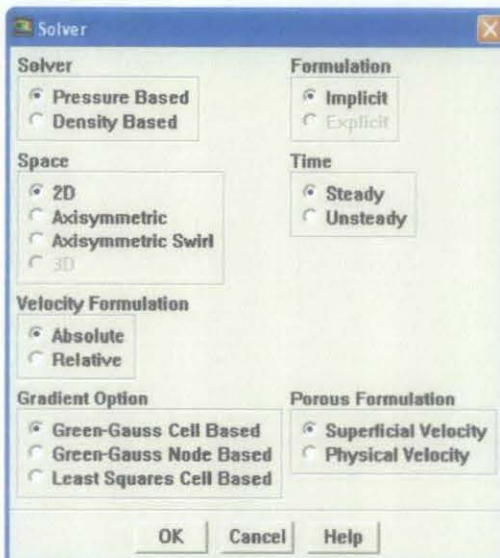 Solver
Solver
Pressure Based
Density Based
Formulation
Implicit
Explicit
Space
2D
Axisymmetric
Axisymmetric Swirl
3D
Time
Steady
Unsteady
Velocity Formulation
Absolute
Relative
Gradient Option
Green-Gauss Cell Based
Green-Gauss Node Based
Least Squares Cell Based
Porous Formulation
Superficial Velocity
Physical Velocity
OK Cancel Help